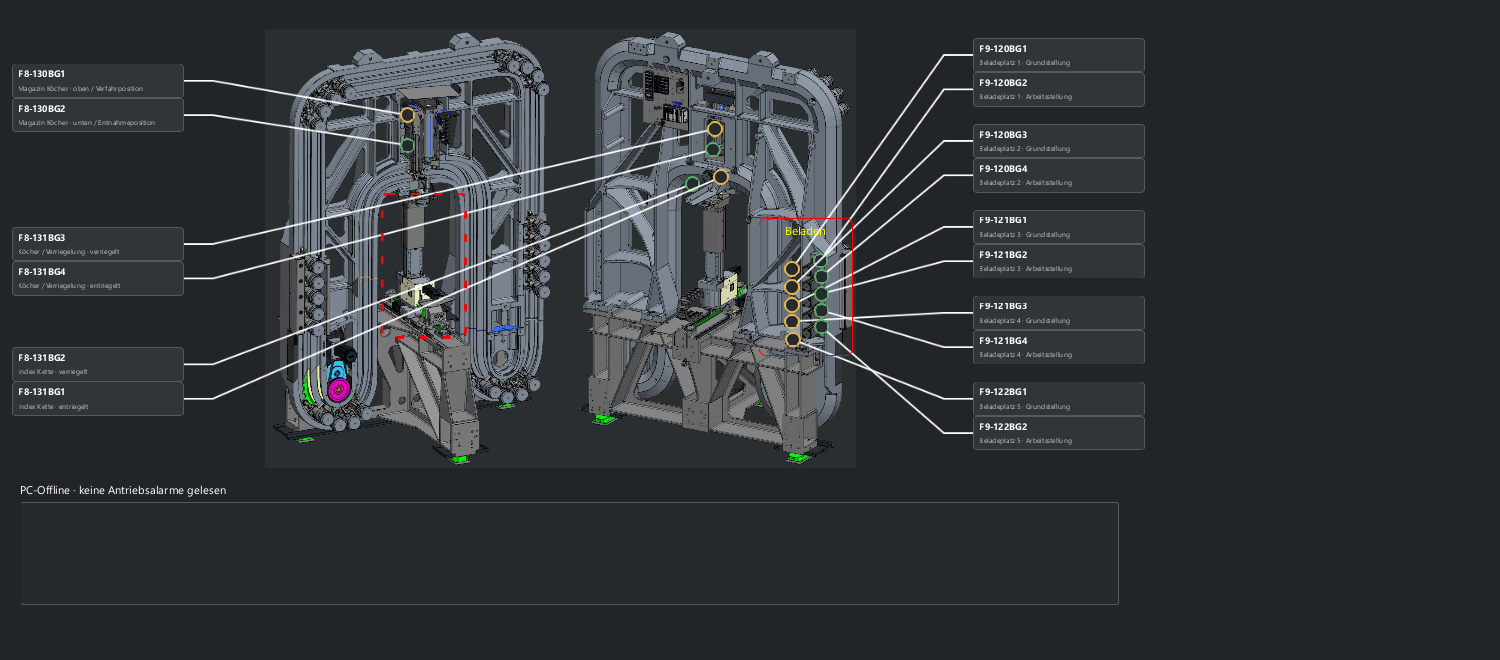 F8-130BG1
Magazin Köcher · oben / Verfahrposition
F8-130BG2
Magazin Köcher · unten / Entnahmeposition
F8-131BG3
Köcher / Verriegelung · verriegelt
F8-131BG4
Köcher / Verriegelung · entriegelt
F8-131BG2
Index Kette · verriegelt
F8-131BG1
Index Kette · entriegelt
Beladen
F9-120BG1
Beladeplatz 1 · Grundstellung
F9-120BG2
Beladeplatz 1 · Arbeitsstellung
F9-120BG3
Beladeplatz 2 · Grundstellung
F9-120BG4
Beladeplatz 2 · Arbeitsstellung
F9-121BG1
Beladeplatz 3 · Grundstellung
F9-121BG2
Beladeplatz 3 · Arbeitsstellung
F9-121BG3
Beladeplatz 4 · Grundstellung
F9-121BG4
Beladeplatz 4 · Arbeitsstellung
F9-122BG1
Beladeplatz 5 · Grundstellung
F9-122BG2
Beladeplatz 5 · Arbeitsstellung
PC-Offline · keine Antriebsalarme gelesen